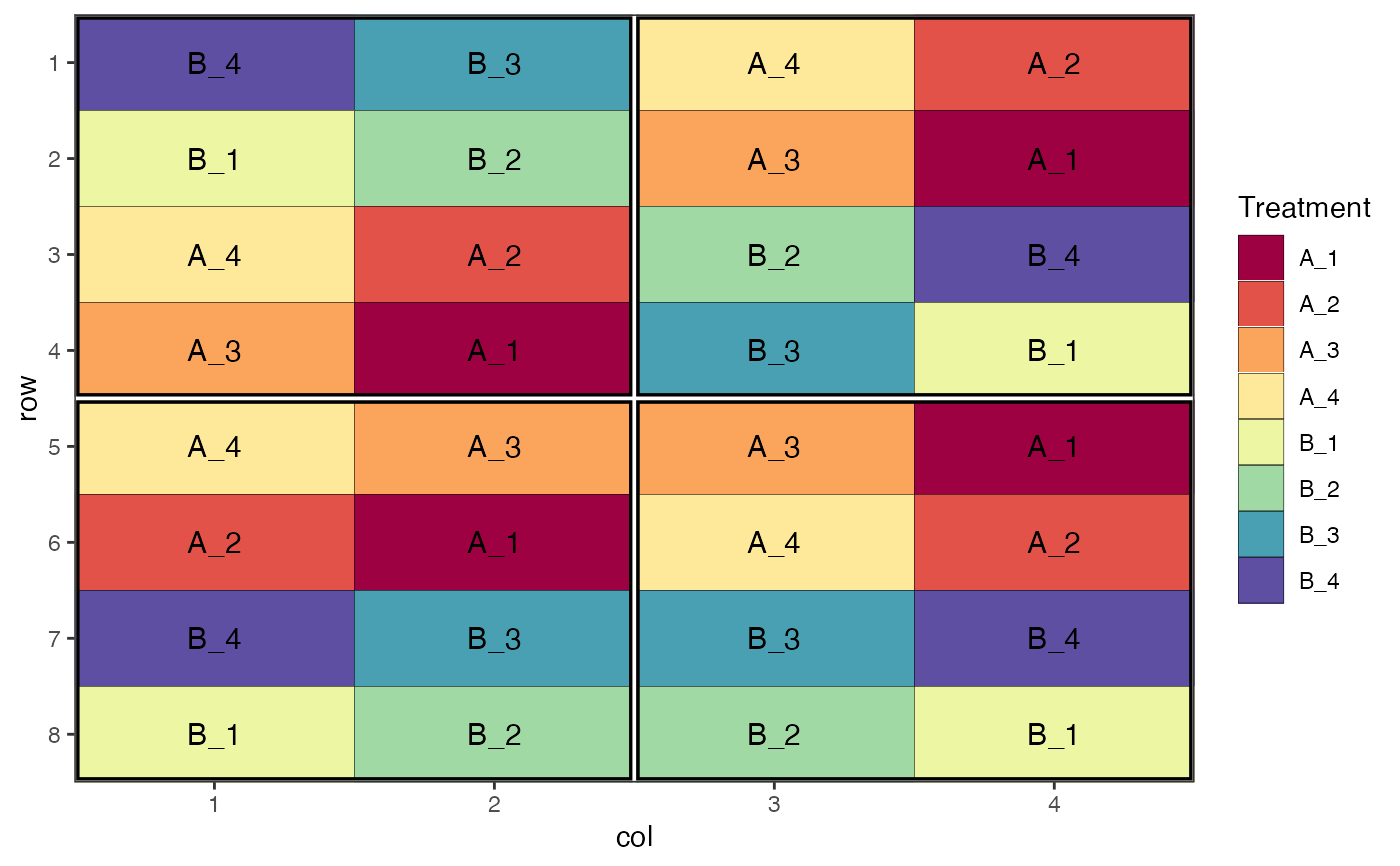 1 B_4 B_3 A_4 A_2
2 B_1 B_2 A_3 A_1
3 A_4 A_2 B_2 B_4
4 A_3 A_1 B_3 B_1
row
5 A_4 A_3 A_3 A_1
6 A_2 A_1 A_4 A_2
7 B_4 B_3 B_3 B_4
8 B_1 B_2 B_2 B_1
1 2 3 4
col
Treatment
A_1
A_2
A_3
A_4
B_1
B_2
B_3
B_4